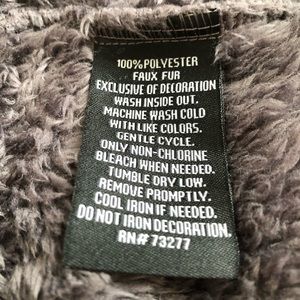 100% POLYESTER
FAUX FUR
EXCLUSIVE OF DECORATION
WASH INSIDE OUT.
MACHINE WASH COLD
WITH LIKE COLORS.
GENTLE CYCLE.
ONLY NON-CHLORINE
BLEACH WHEN NEEDED.
TUMBLE DRY LOW.
REMOVE PROMPTLY.
COOL IRON IF NEEDED.
DO NOT IRON DECORATION.
RN# 73277